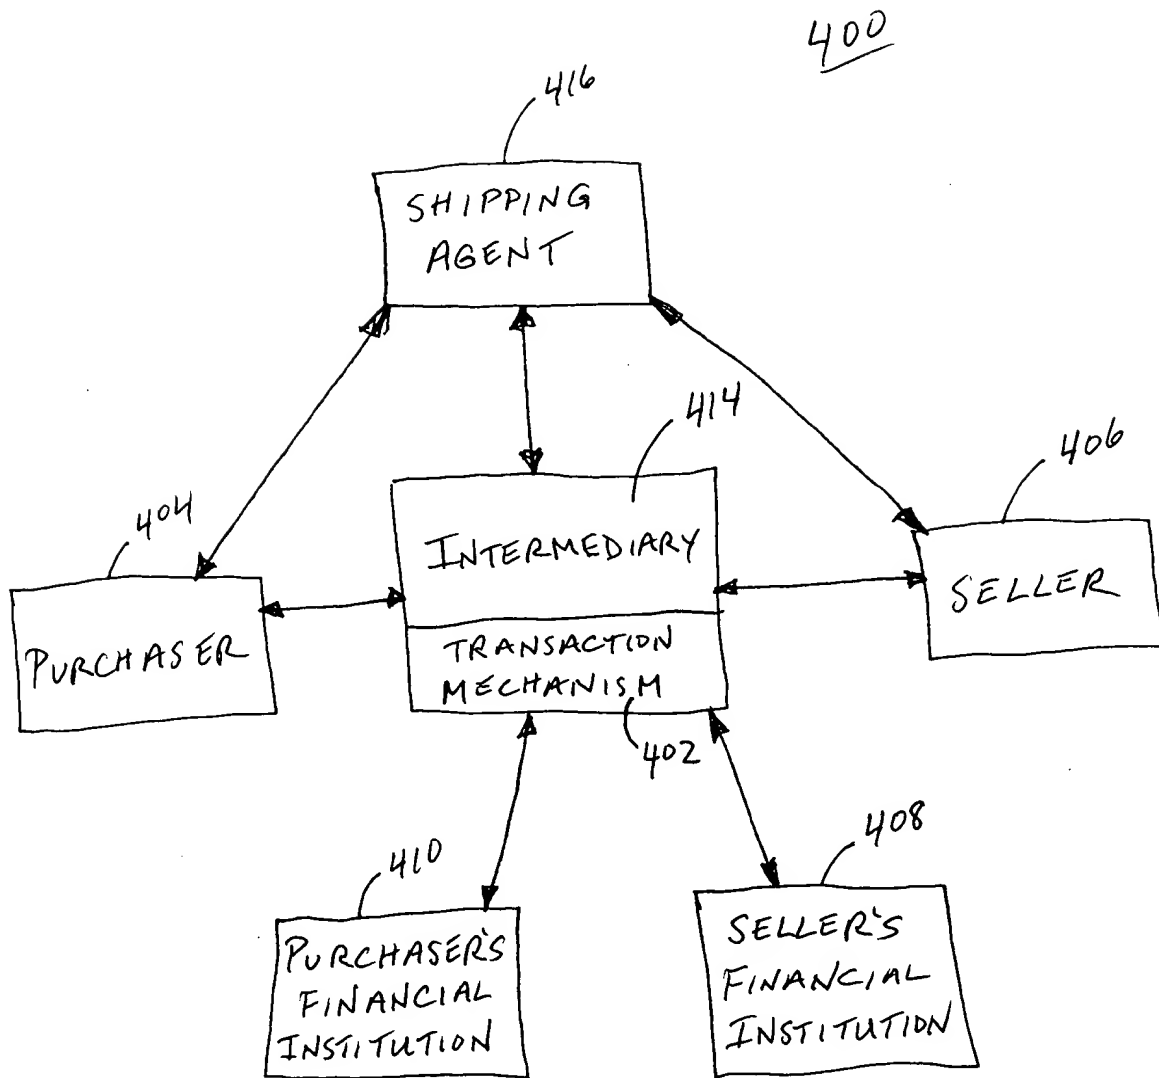 400
416
SHIPPING
AGENT
414
406
404
INTERMEDIARY
SELLER
PURCHASER
TRANSACTION
MECHANISM
402
410
408
PURCHASER'S
FINANCIAL
INSTITUTION
SELLER'S
FINANCIAL
INSTITUTION